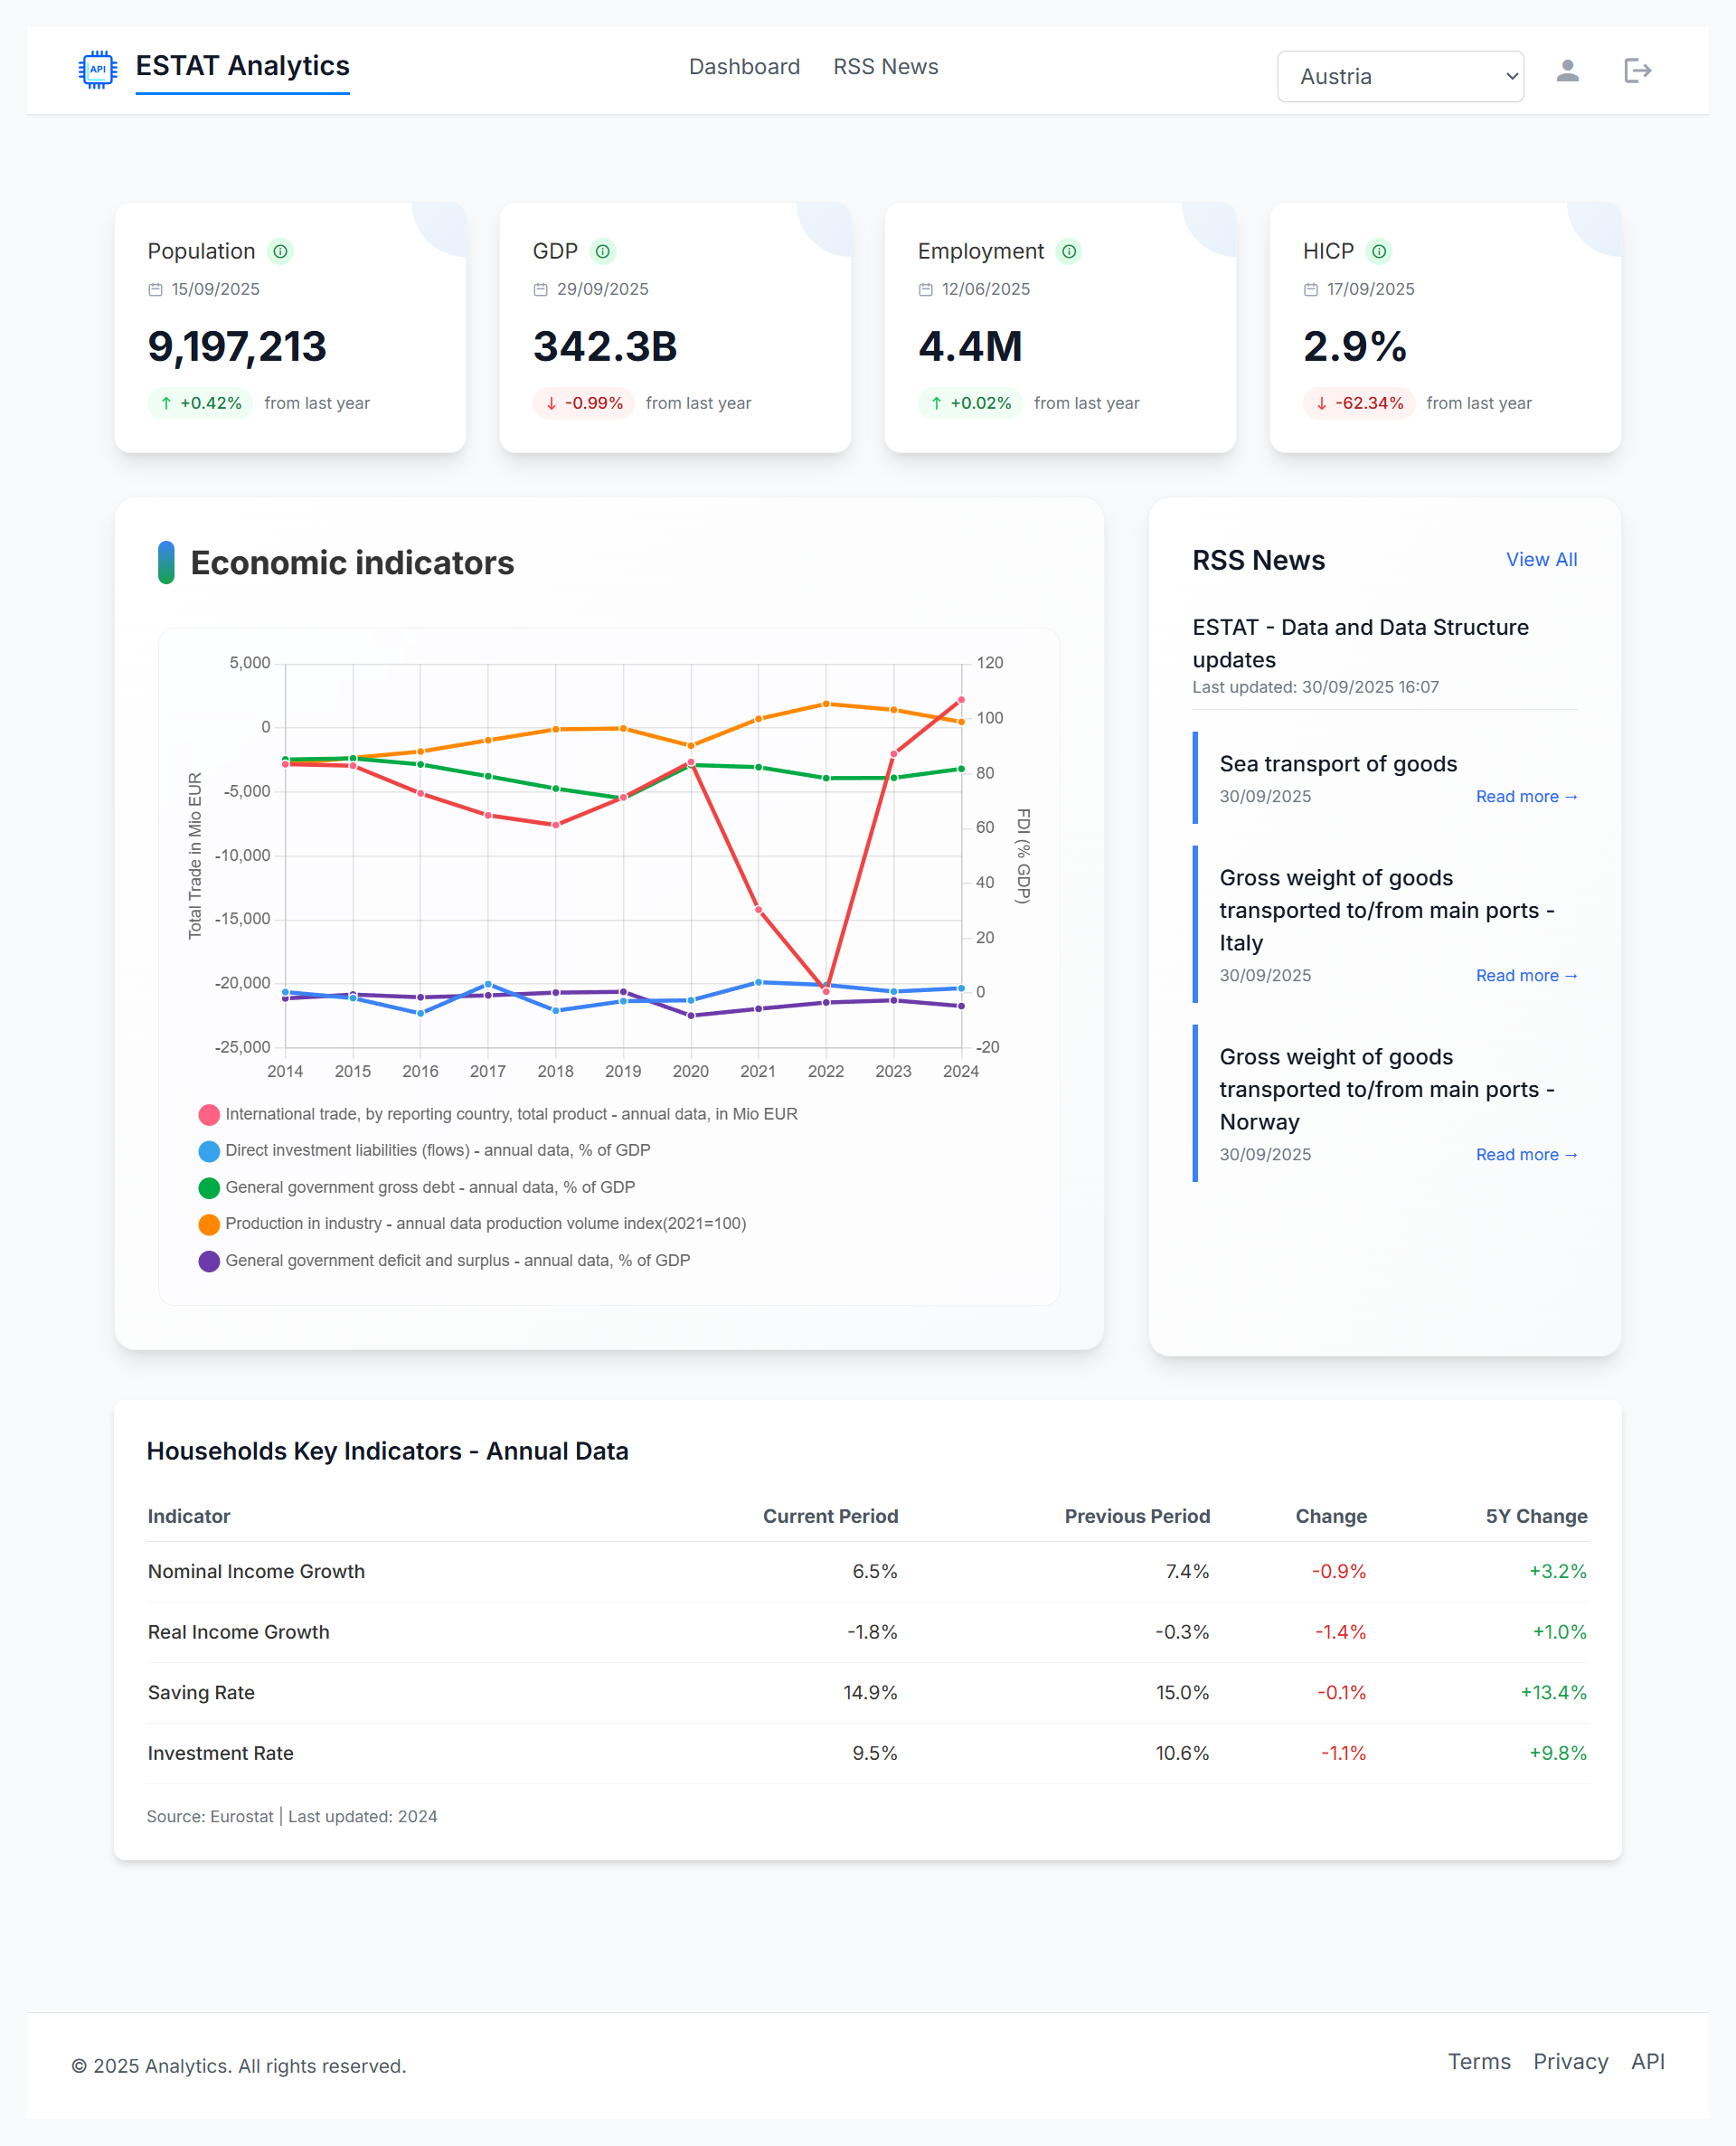 API
ESTAT Analytics
Dashboard
RSS News
Austria
Population
15/09/2025
9,197,213
↑ +0.42% from last year
GDP
29/09/2025
342.3B
↓ -0.99% from last year
Employment
12/06/2025
4.4M
↑ +0.02% from last year
HICP
17/09/2025
2.9%
↓ -62.34% from last year
Economic indicators
Total Trade in Mio EUR
5,000
0
-5,000
-10,000
-15,000
-20,000
-25,000
120
100
80
60
40
20
0
-20
FDI (% GDP)
2014 2015 2016 2017 2018 2019 2020 2021 2022 2023 2024
International trade, by reporting country, total product - annual data, in Mio EUR
Direct investment liabilities (flows) - annual data, % of GDP
General government gross debt - annual data, % of GDP
Production in industry - annual data production volume index(2021=100)
General government deficit and surplus - annual data, % of GDP
RSS News
View All
ESTAT - Data and Data Structure
updates
Last updated: 30/09/2025 16:07
Sea transport of goods
30/09/2025
Read more →
Gross weight of goods
transported to/from main ports -
Italy
30/09/2025
Read more →
Gross weight of goods
transported to/from main ports -
Norway
30/09/2025
Read more →
Households Key Indicators - Annual Data
Indicator Current Period Previous Period Change 5Y Change
Nominal Income Growth 6.5% 7.4% -0.9% +3.2%
Real Income Growth -1.8% -0.3% -1.4% +1.0%
Saving Rate 14.9% 15.0% -0.1% +13.4%
Investment Rate 9.5% 10.6% -1.1% +9.8%
Source: Eurostat | Last updated: 2024
© 2025 Analytics. All rights reserved.
Terms
Privacy
API